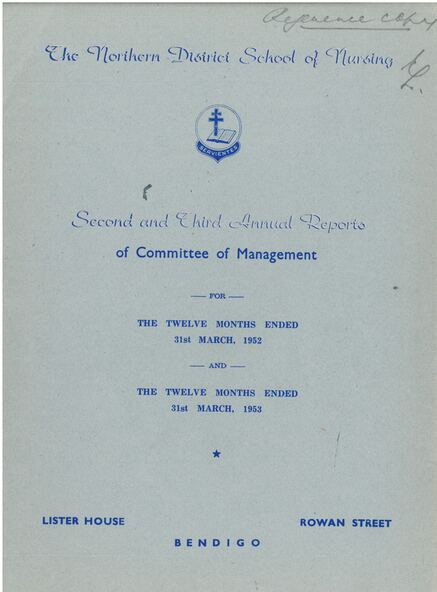 Reference copy
The Northern District School of Nursing
SERVIENTES
Second and Third Annual Reports
of Committee of Management
— FOR —
THE TWELVE MONTHS ENDED
31st MARCH, 1952
— AND —
THE TWELVE MONTHS ENDED
31st MARCH, 1953
LISTER HOUSE
ROWAN STREET
BENDIGO